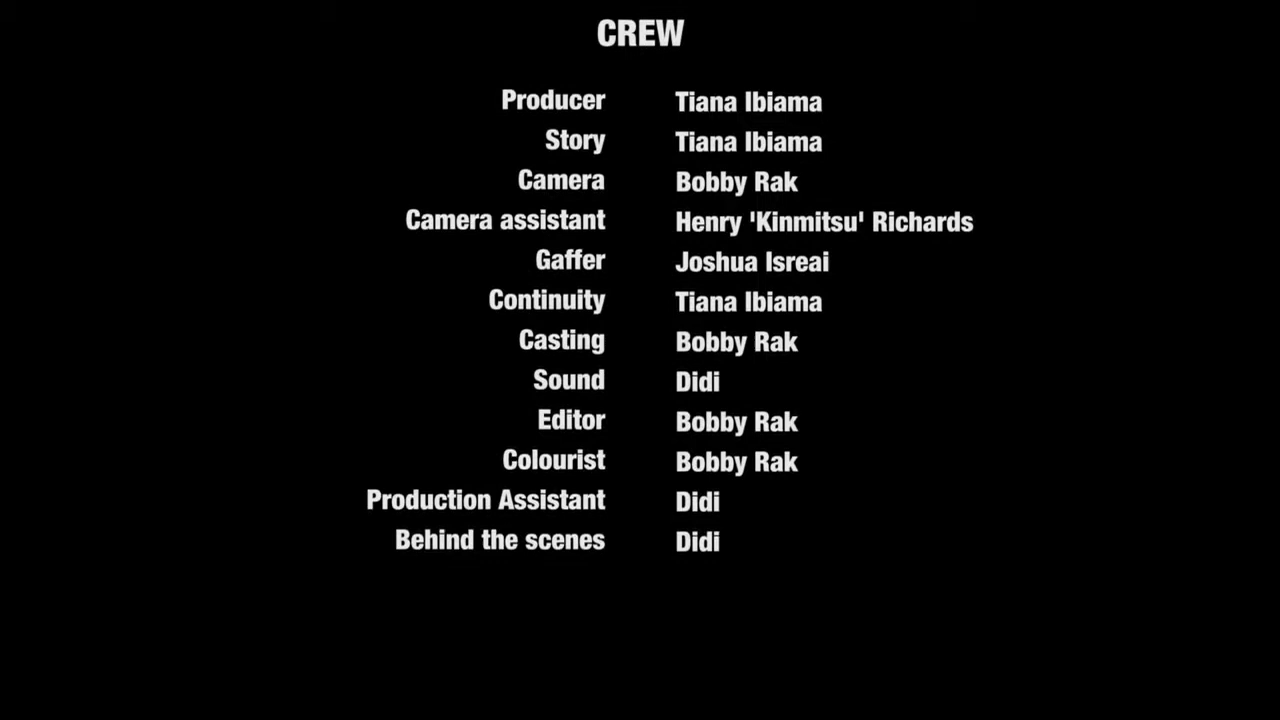 CREW
Producer Tiana Ibiama
Story Tiana Ibiama
Camera Bobby Rak
Camera assistant Henry 'Kinmitsu' Richards
Gaffer Joshua Isreai
Continuity Tiana Ibiama
Casting Bobby Rak
Sound Didi
Editor Bobby Rak
Colourist Bobby Rak
Production Assistant Didi
Behind the scenes Didi